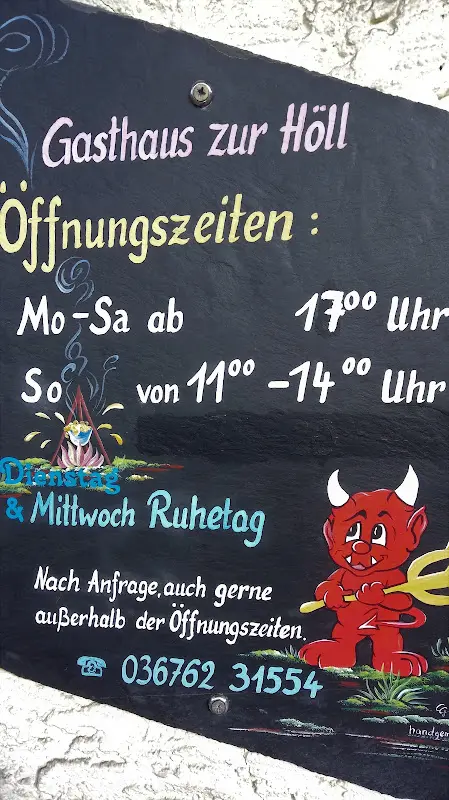 Gasthaus zur Höll
Öffnungszeiten :
Mo-Sa ab 17⁰⁰ Uhr
So von 11⁰⁰ - 14⁰⁰ Uhr
Dienstag
& Mittwoch Ruhetag
Nach Anfrage, auch gerne
außerhalb der Öffnungszeiten.
☎ 036762 31554